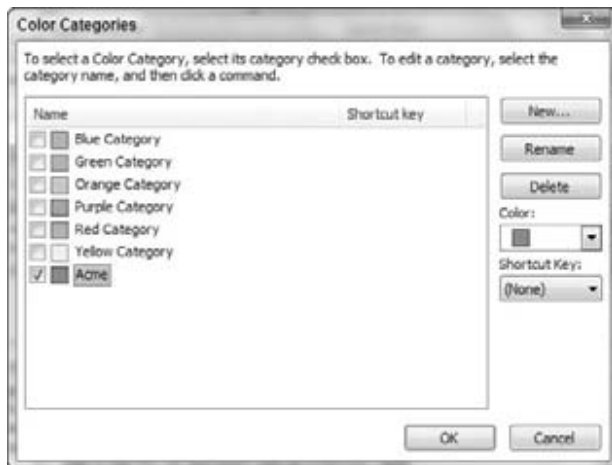 Color Categories
To select a Color Category, select its category check box. To edit a category, select the
category name, and then click a command.
Name Shortcut key
Blue Category
Green Category
Orange Category
Purple Category
Red Category
Yellow Category
Acme
New...
Rename
Delete
Color:
Shortcut Key:
(None)
OK Cancel